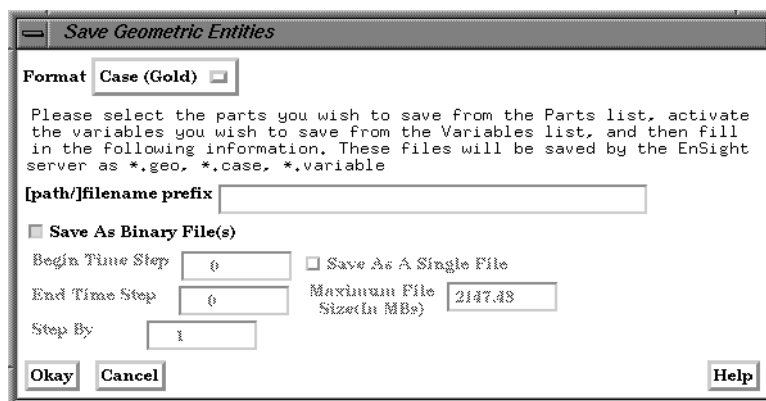 Save Geometric Entities
Format Case (Gold)
Please select the parts you wish to save from the Parts list, activate
the variables you wish to save from the Variables list, and then fill
in the following information. These files will be saved by the EnSight
server as *.geo, *.case, *.variable
[path/]filename prefix
Save As Binary File(s)
Begin Time Step 0 Save As A Single File
End Time Step 0 Maximum File
Size(In MBs) 2147.48
Step By 1
Okay Cancel Help